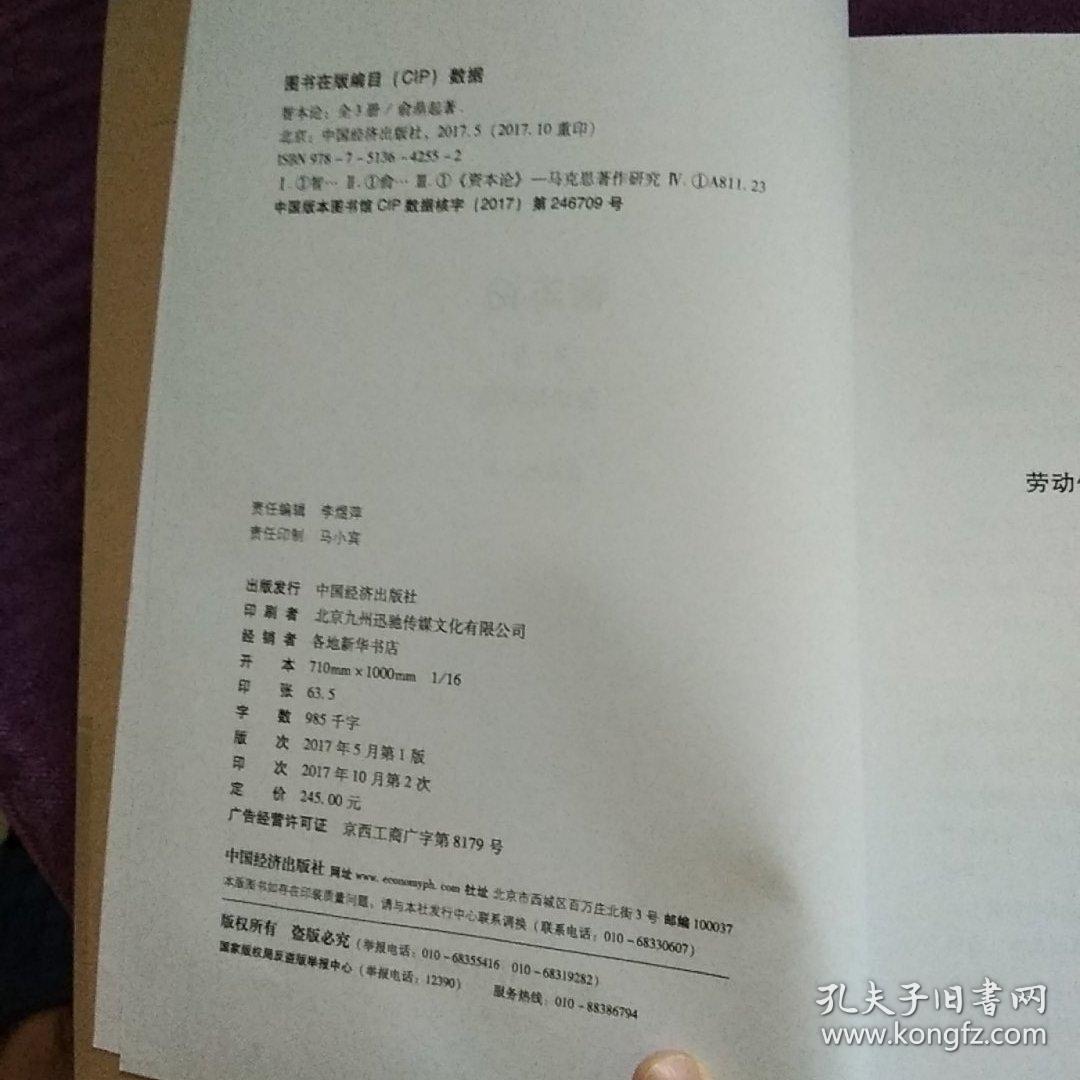 图书在版编目（CIP）数据
智本论：全3册／俞鼎起著．
北京：中国经济出版社，2017.5（2017.10重印）
ISBN 978-7-5136-4255-2
Ⅰ.①智… Ⅱ.①俞… Ⅲ.①《资本论》—马克思著作研究 Ⅳ.①A811.23
中国版本图书馆CIP数据核字（2017）第246709号
责任编辑 李煜萍
责任印制 马小宾
出版发行 中国经济出版社
印刷者 北京九州迅驰传媒文化有限公司
经销者 各地新华书店
开本 710mm×1000mm 1/16
印张 63.5
字数 985千字
版次 2017年5月第1版
印次 2017年10月第2次
定价 245.00元
广告经营许可证 京西工商广字第8179号
中国经济出版社 网址 www.economyph.com 社址 北京市西城区百万庄北街3号 邮编 100037
本版图书如存在印装质量问题，请与本社发行中心联系调换（联系电话：010-68330607）
版权所有 盗版必究（举报电话：010-68355416 010-68319282）
国家版权局反盗版举报中心（举报电话：12390） 服务热线：010-88386794
劳动
孔夫子旧书网
www.kongfz.com